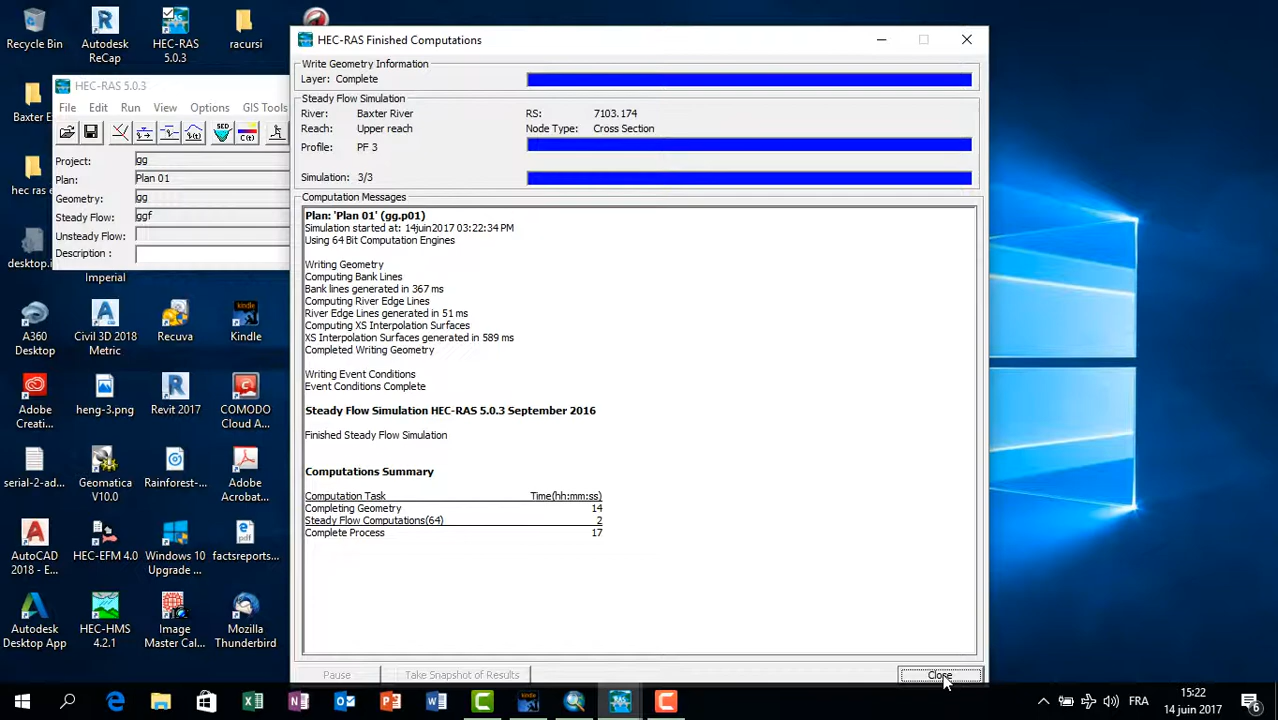 Recycle Bin
Autodesk
ReCap
HEC-RAS
5.0.3
racursi
HEC-RAS 5.0.3
File Edit Run View Options GIS Tools
Project: gg
Plan: Plan 01
Geometry: gg
Steady Flow: ggf
Unsteady Flow:
Description :
Baxter E
hec ras e
desktop.i
Imperial
A360
Desktop
Civil 3D 2018
Metric
Recuva
Kindle
Adobe
Creati...
heng-3.png
Revit 2017
COMODO
Cloud A...
serial-2-ad...
Geomatica
V10.0
Rainforest-...
Adobe
Acrobat...
AutoCAD
2018 - E...
HEC-EFM 4.0
Windows 10
Upgrade ...
factsreports...
Autodesk
Desktop App
HEC-HMS
4.2.1
Image
Master Cal...
Mozilla
Thunderbird
HEC-RAS Finished Computations
Write Geometry Information
Layer: Complete
Steady Flow Simulation
River: Baxter River RS: 7103.174
Reach: Upper reach Node Type: Cross Section
Profile: PF 3
Simulation: 3/3
Computation Messages
Plan: 'Plan 01' (gg.p01)
Simulation started at: 14juin2017 03:22:34 PM
Using 64 Bit Computation Engines
Writing Geometry
Computing Bank Lines
Bank lines generated in 367 ms
Computing River Edge Lines
River Edge Lines generated in 51 ms
Computing XS Interpolation Surfaces
XS Interpolation Surfaces generated in 589 ms
Completed Writing Geometry
Writing Event Conditions
Event Conditions Complete
Steady Flow Simulation HEC-RAS 5.0.3 September 2016
Finished Steady Flow Simulation
Computations Summary
Computation Task Time(hh:mm:ss)
Completing Geometry 14
Steady Flow Computations(64) 2
Complete Process 17
Pause Take Snapshot of Results Close
FRA
15:22
14 juin 2017
6